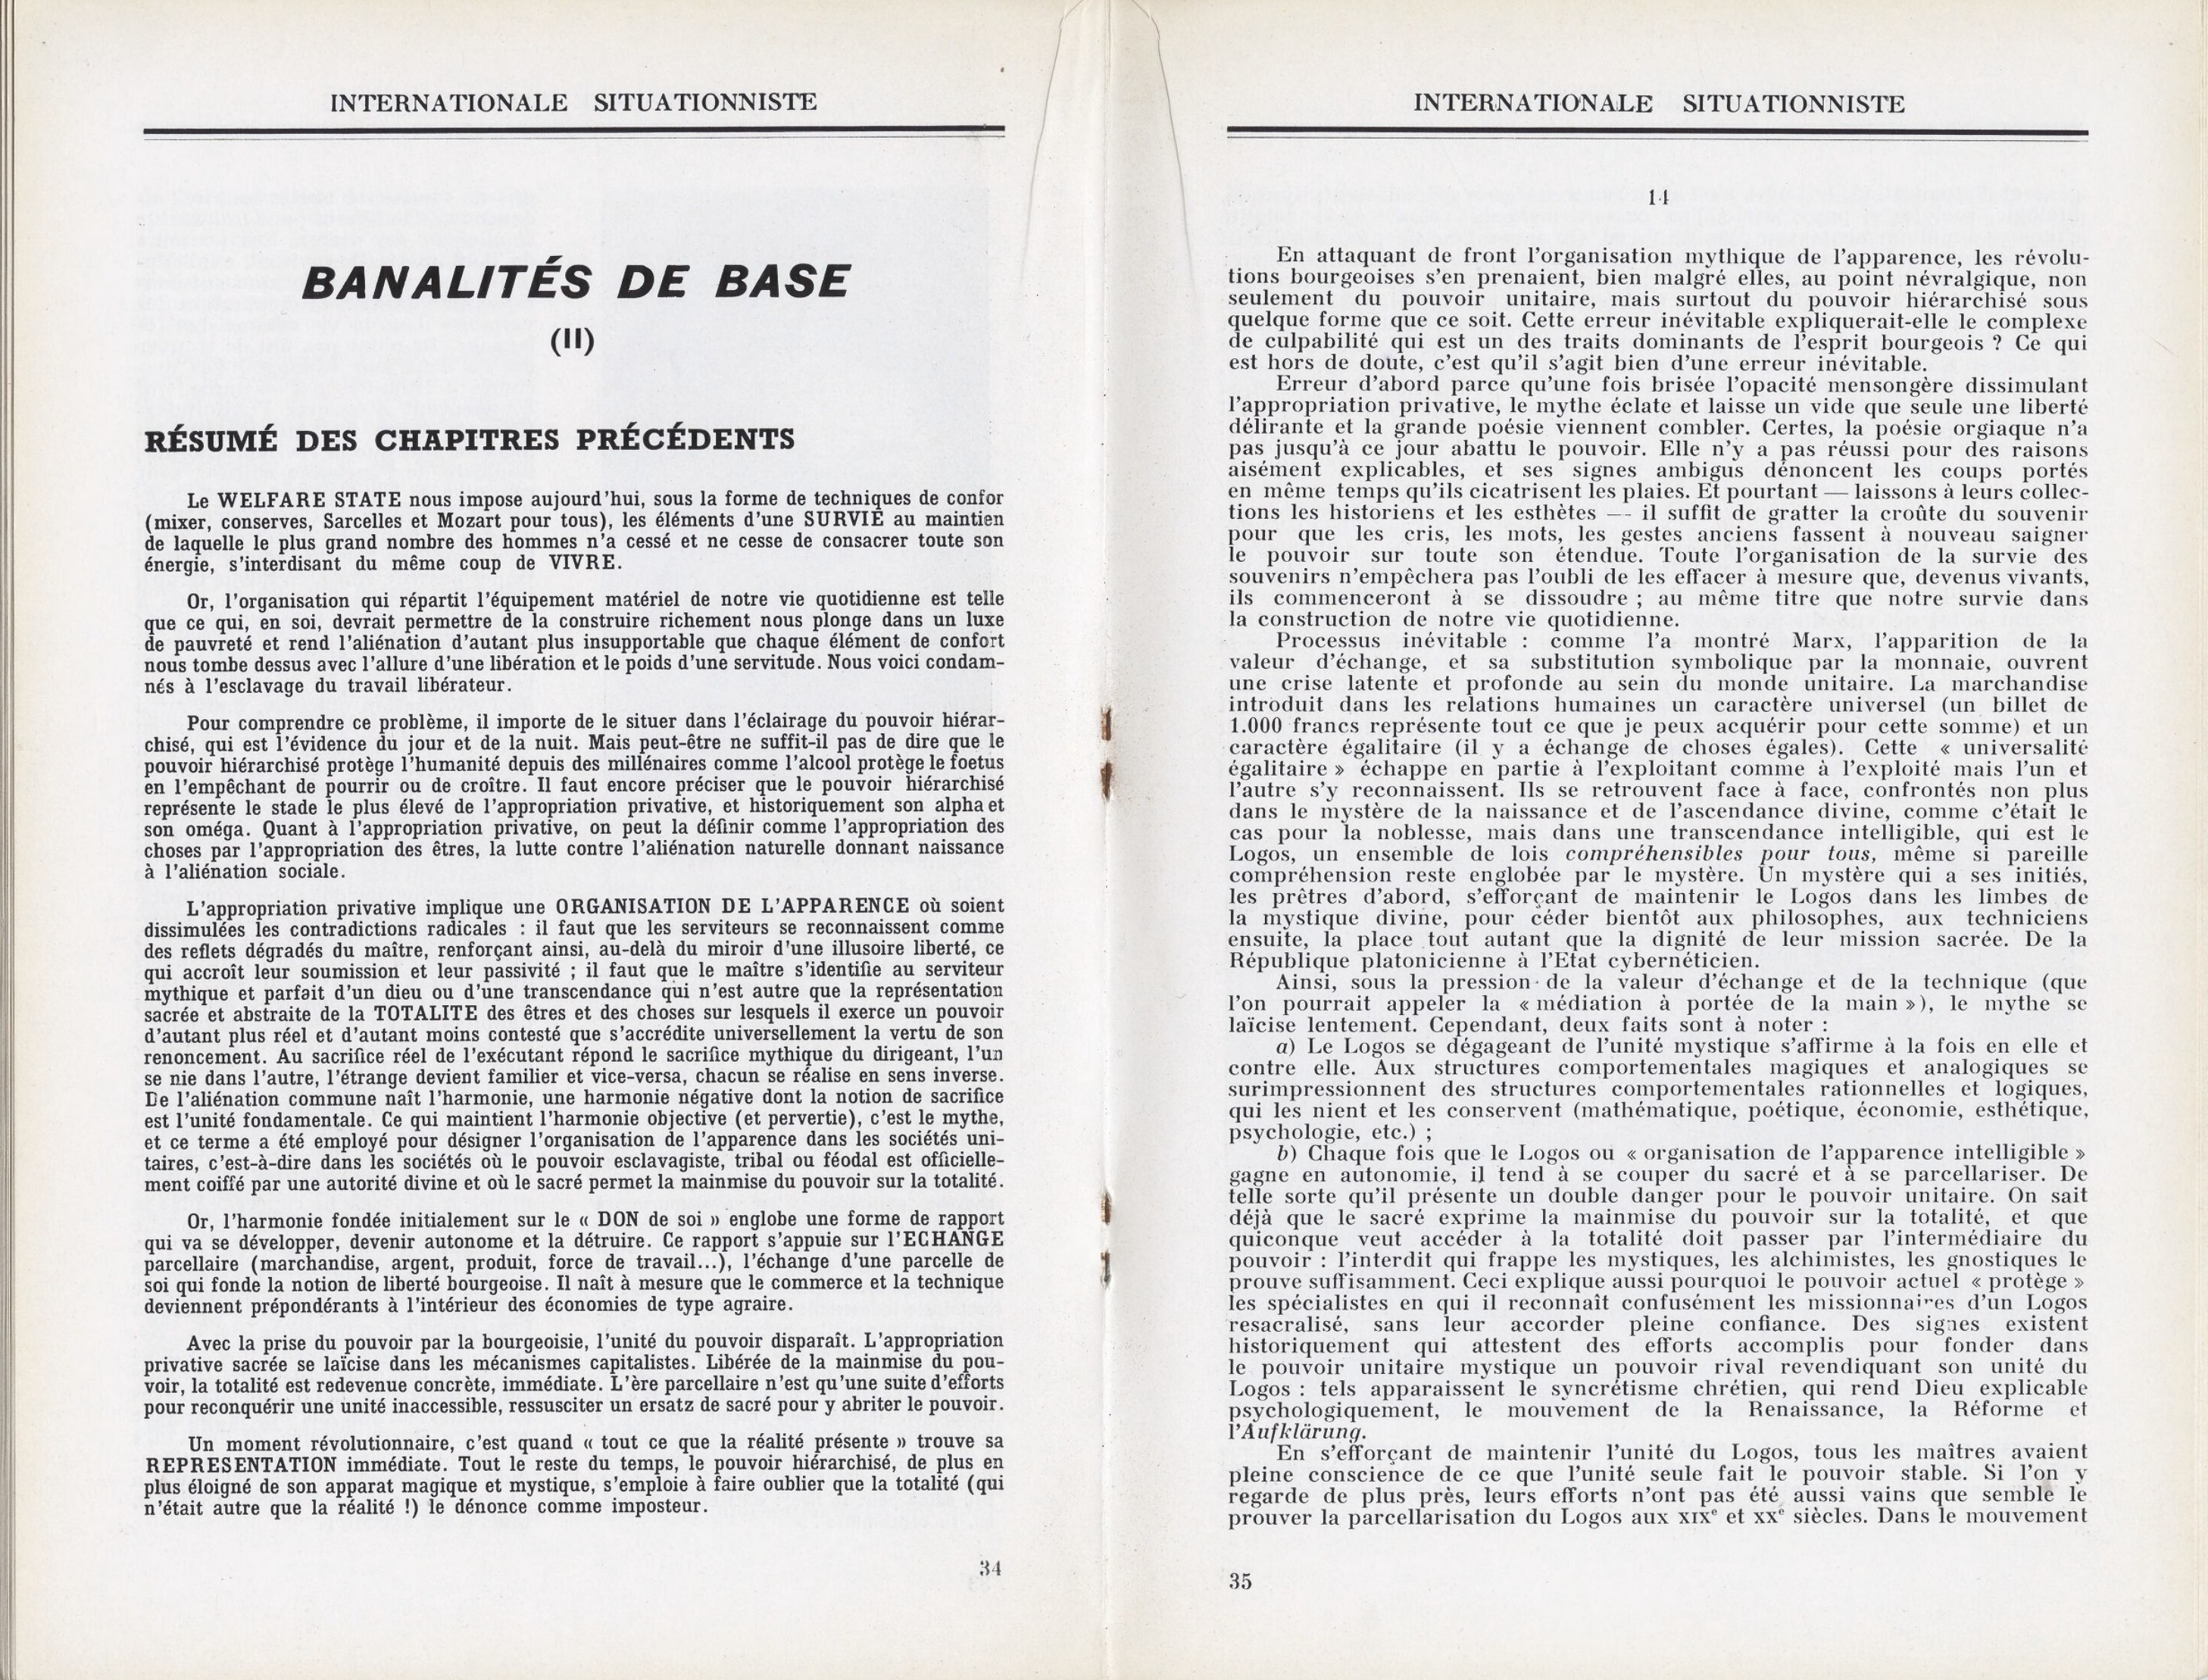 INTERNATIONALE SITUATIONNISTE
BANALITÉS DE BASE
(II)
RÉSUMÉ DES CHAPITRES PRÉCÉDENTS
Le WELFARE STATE nous impose aujourd'hui, sous la forme de techniques de confor
(mixer, conserves, Sarcelles et Mozart pour tous), les éléments d'une SURVIE au maintien
de laquelle le plus grand nombre des hommes n'a cessé et ne cesse de consacrer toute son
énergie, s'interdisant du même coup de VIVRE.
Or, l'organisation qui répartit l'équipement matériel de notre vie quotidienne est telle
que ce qui, en soi, devrait permettre de la construire richement nous plonge dans un luxe
de pauvreté et rend l'aliénation d'autant plus insupportable que chaque élément de confort
nous tombe dessus avec l'allure d'une libération et le poids d'une servitude. Nous voici condam-
nés à l'esclavage du travail libérateur.
Pour comprendre ce problème, il importe de le situer dans l'éclairage du pouvoir hiérar-
chisé, qui est l'évidence du jour et de la nuit. Mais peut-être ne suffit-il pas de dire que le
pouvoir hiérarchisé protège l'humanité depuis des millénaires comme l'alcool protège le foetus
en l'empêchant de pourrir ou de croître. Il faut encore préciser que le pouvoir hiérarchisé
représente le stade le plus élevé de l'appropriation privative, et historiquement son alpha et
son oméga. Quant à l'appropriation privative, on peut la définir comme l'appropriation des
choses par l'appropriation des êtres, la lutte contre l'aliénation naturelle donnant naissance
à l'aliénation sociale.
L'appropriation privative implique une ORGANISATION DE L'APPARENCE où soient
dissimulées les contradictions radicales : il faut que les serviteurs se reconnaissent comme
des reflets dégradés du maître, renforçant ainsi, au-delà du miroir d'une illusoire liberté, ce
qui accroît leur soumission et leur passivité ; il faut que le maître s'identifie au serviteur
mythique et parfait d'un dieu ou d'une transcendance qui n'est autre que la représentation
sacrée et abstraite de la TOTALITE des êtres et des choses sur lesquels il exerce un pouvoir
d'autant plus réel et d'autant moins contesté que s'accrédite universellement la vertu de son
renoncement. Au sacrifice réel de l'exécutant répond le sacrifice mythique du dirigeant, l'un
se nie dans l'autre, l'étrange devient familier et vice-versa, chacun se réalise en sens inverse.
De l'aliénation commune naît l'harmonie, une harmonie négative dont la notion de sacrifice
est l'unité fondamentale. Ce qui maintient l'harmonie objective (et pervertie), c'est le mythe,
et ce terme a été employé pour désigner l'organisation de l'apparence dans les sociétés uni-
taires, c'est-à-dire dans les sociétés où le pouvoir esclavagiste, tribal ou féodal est officielle-
ment coiffé par une autorité divine et où le sacré permet la mainmise du pouvoir sur la totalité.
Or, l'harmonie fondée initialement sur le « DON de soi » englobe une forme de rapport
qui va se développer, devenir autonome et la détruire. Ce rapport s'appuie sur l'ECHANGE
parcellaire (marchandise, argent, produit, force de travail...), l'échange d'une parcelle de
soi qui fonde la notion de liberté bourgeoise. Il naît à mesure que le commerce et la technique
deviennent prépondérants à l'intérieur des économies de type agraire.
Avec la prise du pouvoir par la bourgeoisie, l'unité du pouvoir disparaît. L'appropriation
privative sacrée se laïcise dans les mécanismes capitalistes. Libérée de la mainmise du pou-
voir, la totalité est redevenue concrète, immédiate. L'ère parcellaire n'est qu'une suite d'efforts
pour reconquérir une unité inaccessible, ressusciter un ersatz de sacré pour y abriter le pouvoir.
Un moment révolutionnaire, c'est quand « tout ce que la réalité présente » trouve sa
REPRESENTATION immédiate. Tout le reste du temps, le pouvoir hiérarchisé, de plus en
plus éloigné de son apparat magique et mystique, s'emploie à faire oublier que la totalité (qui
n'était autre que la réalité !) le dénonce comme imposteur.
34
INTERNATIONALE SITUATIONNISTE
14
En attaquant de front l'organisation mythique de l'apparence, les révolu-
tions bourgeoises s'en prenaient, bien malgré elles, au point névralgique, non
seulement du pouvoir unitaire, mais surtout du pouvoir hiérarchisé sous
quelque forme que ce soit. Cette erreur inévitable expliquerait-elle le complexe
de culpabilité qui est un des traits dominants de l'esprit bourgeois ? Ce qui
est hors de doute, c'est qu'il s'agit bien d'une erreur inévitable.
Erreur d'abord parce qu'une fois brisée l'opacité mensongère dissimulant
l'appropriation privative, le mythe éclate et laisse un vide que seule une liberté
délirante et la grande poésie viennent combler. Certes, la poésie orgiaque n'a
pas jusqu'à ce jour abattu le pouvoir. Elle n'y a pas réussi pour des raisons
aisément explicables, et ses signes ambigus dénoncent les coups portés
en même temps qu'ils cicatrisent les plaies. Et pourtant — laissons à leurs collec-
tions les historiens et les esthètes — il suffit de gratter la croûte du souvenir
pour que les cris, les mots, les gestes anciens fassent à nouveau saigner
le pouvoir sur toute son étendue. Toute l'organisation de la survie des
souvenirs n'empêchera pas l'oubli de les effacer à mesure que, devenus vivants,
ils commenceront à se dissoudre ; au même titre que notre survie dans
la construction de notre vie quotidienne.
Processus inévitable : comme l'a montré Marx, l'apparition de la
valeur d'échange, et sa substitution symbolique par la monnaie, ouvrent
une crise latente et profonde au sein du monde unitaire. La marchandise
introduit dans les relations humaines un caractère universel (un billet de
1.000 francs représente tout ce que je peux acquérir pour cette somme) et un
caractère égalitaire (il y a échange de choses égales). Cette « universalité
égalitaire » échappe en partie à l'exploitant comme à l'exploité mais l'un et
l'autre s'y reconnaissent. Ils se retrouvent face à face, confrontés non plus
dans le mystère de la naissance et de l'ascendance divine, comme c'était le
cas pour la noblesse, mais dans une transcendance intelligible, qui est le
Logos, un ensemble de lois compréhensibles pour tous, même si pareille
compréhension reste englobée par le mystère. Un mystère qui a ses initiés,
les prêtres d'abord, s'efforçant de maintenir le Logos dans les limbes de
la mystique divine, pour céder bientôt aux philosophes, aux techniciens
ensuite, la place tout autant que la dignité de leur mission sacrée. De la
République platonicienne à l'Etat cybernéticien.
Ainsi, sous la pression de la valeur d'échange et de la technique (que
l'on pourrait appeler la « médiation à portée de la main »), le mythe se
laïcise lentement. Cependant, deux faits sont à noter :
a) Le Logos se dégageant de l'unité mystique s'affirme à la fois en elle et
contre elle. Aux structures comportementales magiques et analogiques se
surimpressionnent des structures comportementales rationnelles et logiques,
qui les nient et les conservent (mathématique, poétique, économie, esthétique,
psychologie, etc.) ;
b) Chaque fois que le Logos ou « organisation de l'apparence intelligible »
gagne en autonomie, il tend à se couper du sacré et à se parcellariser. De
telle sorte qu'il présente un double danger pour le pouvoir unitaire. On sait
déjà que le sacré exprime la mainmise du pouvoir sur la totalité, et que
quiconque veut accéder à la totalité doit passer par l'intermédiaire du
pouvoir : l'interdit qui frappe les mystiques, les alchimistes, les gnostiques le
prouve suffisamment. Ceci explique aussi pourquoi le pouvoir actuel « protège »
les spécialistes en qui il reconnaît confusément les missionnaires d'un Logos
resacralisé, sans leur accorder pleine confiance. Des signes existent
historiquement qui attestent des efforts accomplis pour fonder dans
le pouvoir unitaire mystique un pouvoir rival revendiquant son unité du
Logos : tels apparaissent le syncrétisme chrétien, qui rend Dieu explicable
psychologiquement, le mouvement de la Renaissance, la Réforme et
l'Aufklärung.
En s'efforçant de maintenir l'unité du Logos, tous les maîtres avaient
pleine conscience de ce que l'unité seule fait le pouvoir stable. Si l'on y
regarde de plus près, leurs efforts n'ont pas été aussi vains que semble le
prouver la parcellarisation du Logos aux XIXe et XXe siècles. Dans le mouvement
35